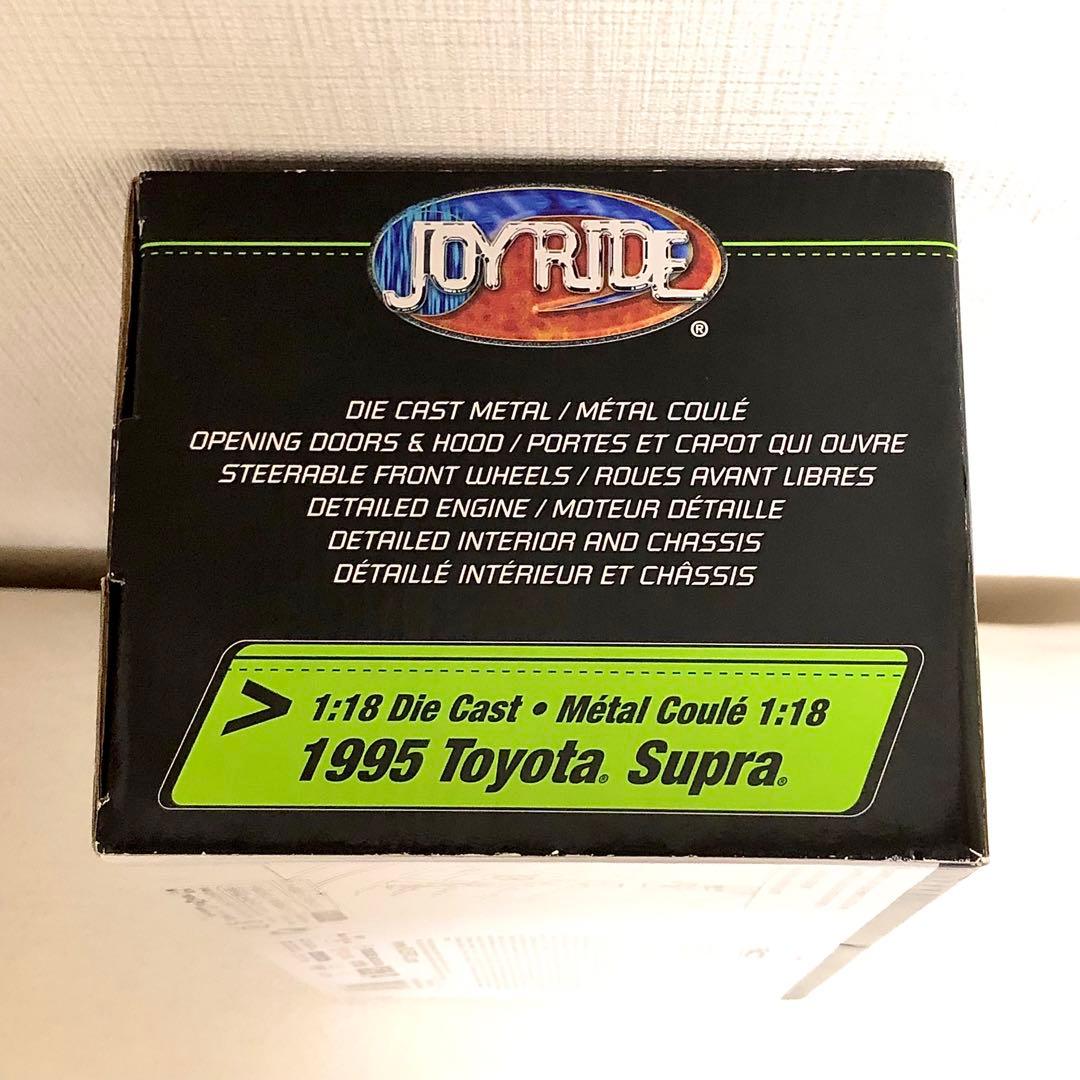 JOYRIDE
®
DIE CAST METAL / MÉTAL COULÉ
OPENING DOORS & HOOD / PORTES ET CAPOT QUI OUVRE
STEERABLE FRONT WHEELS / ROUES AVANT LIBRES
DETAILED ENGINE / MOTEUR DÉTAILLE
DETAILED INTERIOR AND CHASSIS
DÉTAILLÉ INTÉRIEUR ET CHÂSSIS
> 1:18 Die Cast • Métal Coulé 1:18
1995 Toyota® Supra®